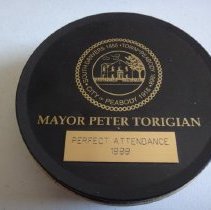 MAYOR PETER TORIGIAN
PERFECT ATTENDANCE
1999